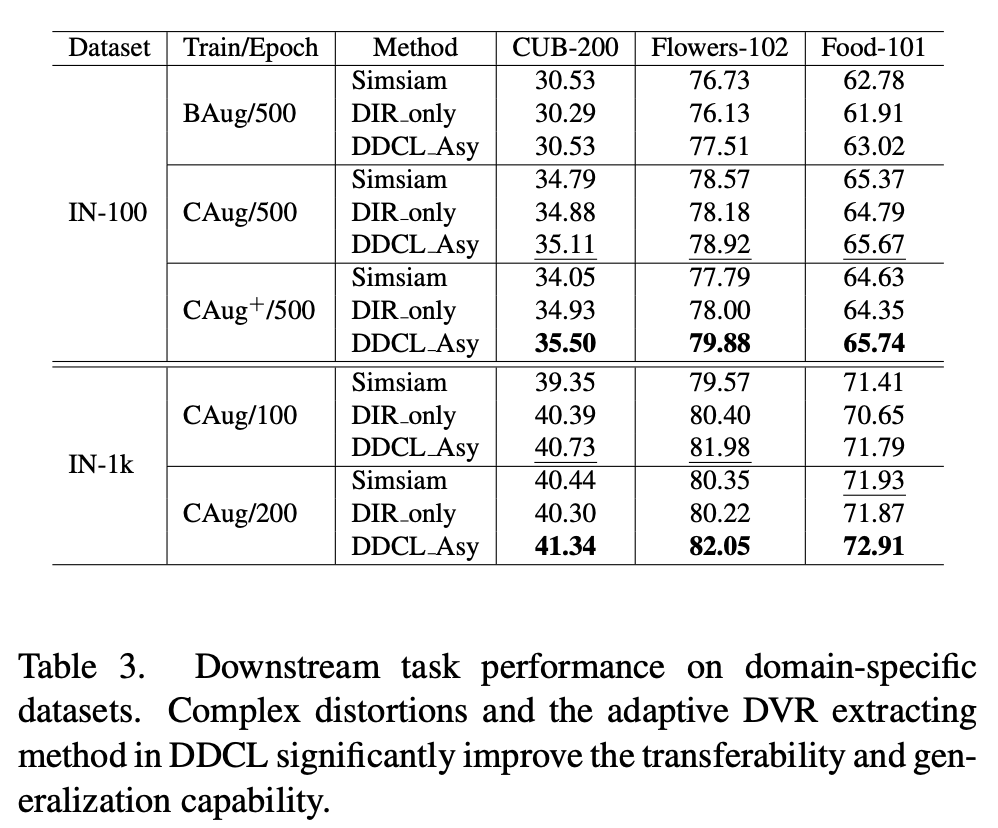 Dataset Train/Epoch Method CUB-200 Flowers-102 Food-101
Simsiam 30.53 76.73 62.78
BAug/500 DIR_only 30.29 76.13 61.91
DDCL_Asy 30.53 77.51 63.02
Simsiam 34.79 78.57 65.37
IN-100 CAug/500 DIR_only 34.88 78.18 64.79
DDCL_Asy 35.11 78.92 65.67
Simsiam 34.05 77.79 64.63
CAug⁺/500 DIR_only 34.93 78.00 64.35
DDCL_Asy 35.50 79.88 65.74
Simsiam 39.35 79.57 71.41
CAug/100 DIR_only 40.39 80.40 70.65
DDCL_Asy 40.73 81.98 71.79
IN-1k
Simsiam 40.44 80.35 71.93
CAug/200 DIR_only 40.30 80.22 71.87
DDCL_Asy 41.34 82.05 72.91
Table 3. Downstream task performance on domain-specific
datasets. Complex distortions and the adaptive DVR extracting
method in DDCL significantly improve the transferability and gen-
eralization capability.